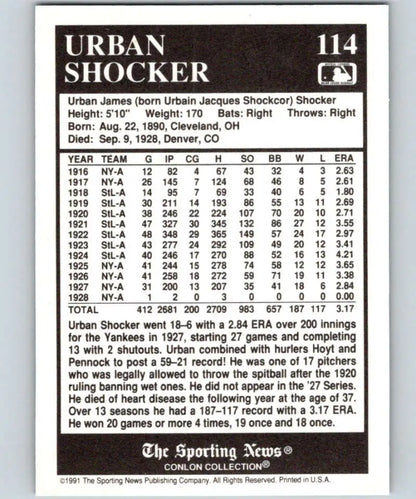 URBAN 114
SHOCKER
Urban James (born Urbain Jacques Shockcor) Shocker
Height: 5'10" Weight: 170 Bats: Right Throws: Right
Born: Aug. 22, 1890, Cleveland, OH
Died: Sep. 9, 1928, Denver, CO
YEAR TEAM G IP CG H SO BB W L ERA
1916 NY-A 12 82 4 67 43 32 4 3 2.63
1917 NY-A 26 145 7 124 68 46 8 5 2.61
1918 StL-A 14 95 7 69 33 40 6 5 1.80
1919 StL-A 30 211 14 193 86 55 13 11 2.69
1920 StL-A 38 246 22 224 107 70 20 10 2.71
1921 StL-A 47 327 30 345 132 86 27 12 3.55
1922 StL-A 48 348 29 365 149 57 24 17 2.97
1923 StL-A 43 277 24 292 109 49 20 12 3.41
1924 StL-A 40 246 17 270 88 52 16 13 4.21
1925 NY-A 41 244 15 278 74 58 12 12 3.65
1926 NY-A 41 258 18 272 59 71 19 11 3.38
1927 NY-A 31 200 13 207 35 41 18 6 2.84
1928 NY-A 1 2 0 3 0 0 0 0 0.00
TOTAL 412 2681 200 2709 983 657 187 117 3.17
Urban Shocker went 18–6 with a 2.84 ERA over 200 innings
for the Yankees in 1927, starting 27 games and completing
13 with 2 shutouts. Urban combined with hurlers Hoyt and
Pennock to post a 59–21 record! He was one of 17 pitchers
who was legally allowed to throw the spitball after the 1920
ruling banning wet ones. He did not appear in the '27 Series.
He died of heart disease the following year at the age of 37.
Over 13 seasons he had a 187–117 record with a 3.17 ERA.
He won 20 games or more 4 times, 19 once and 18 once.
The Sporting News®
CONLON COLLECTION®
©1991 The Sporting News Publishing Company. All Rights Reserved. Printed in U.S.A.